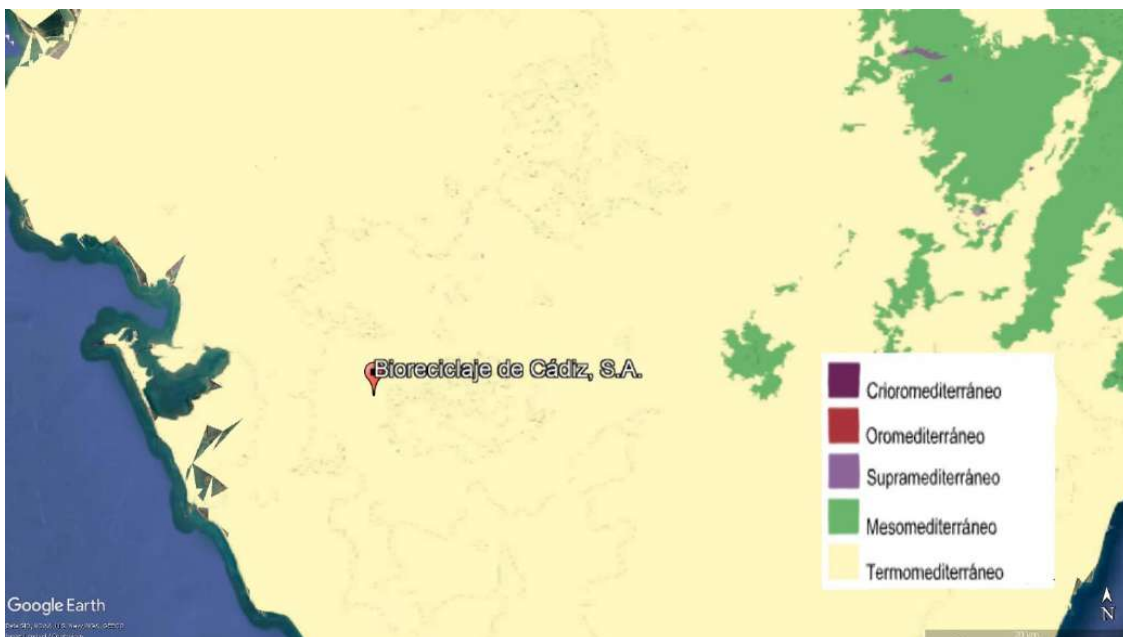 Bioreciclaje de Cádiz, S.A.
Crioromediterráneo
Oromediterráneo
Supramediterráneo
Mesomediterráneo
Termomediterráneo
Google Earth
N